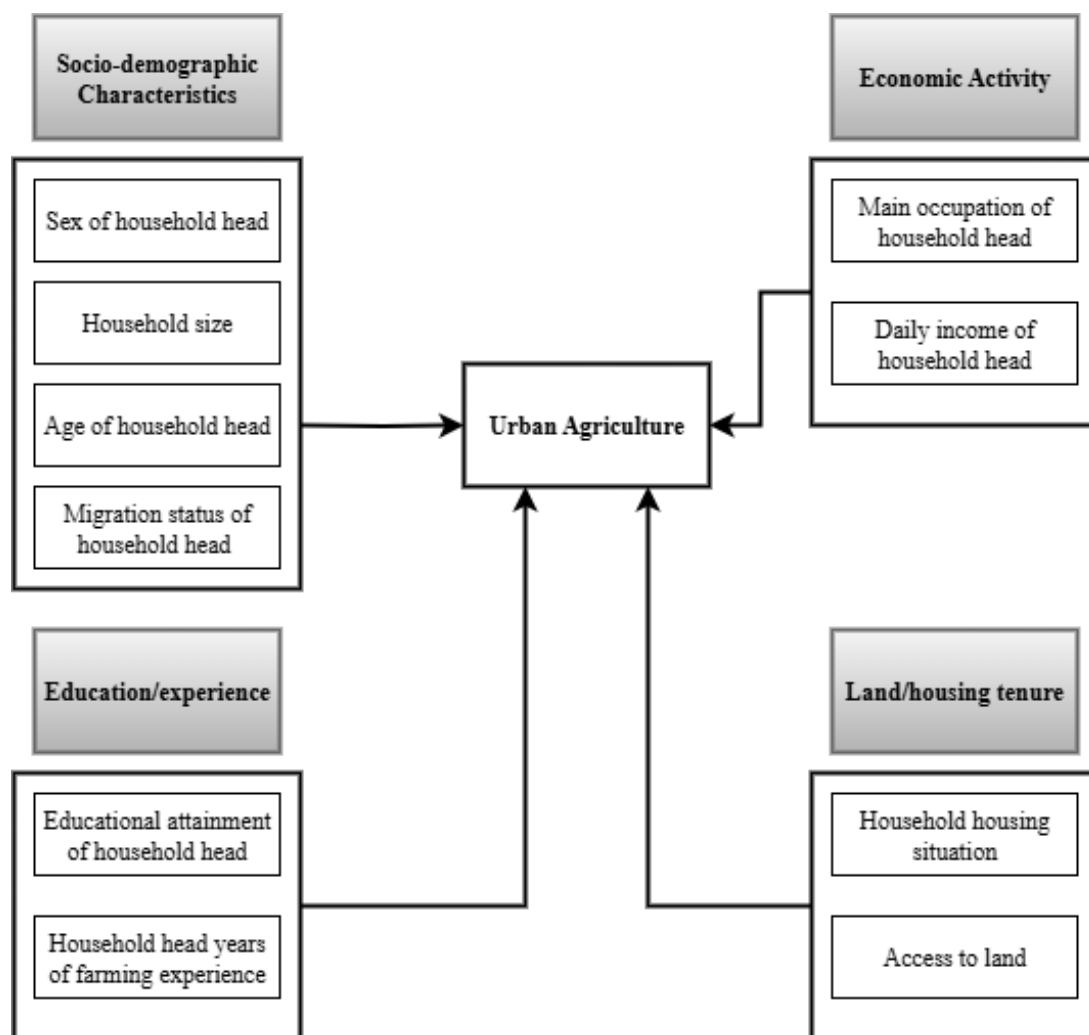 Socio-demographic
Characteristics
Sex of household head
Household size
Age of household head
Migration status of
household head
Economic Activity
Main occupation of
household head
Daily income of
household head
Urban Agriculture
Education/experience
Educational attainment
of household head
Household head years
of farming experience
Land/housing tenure
Household housing
situation
Access to land